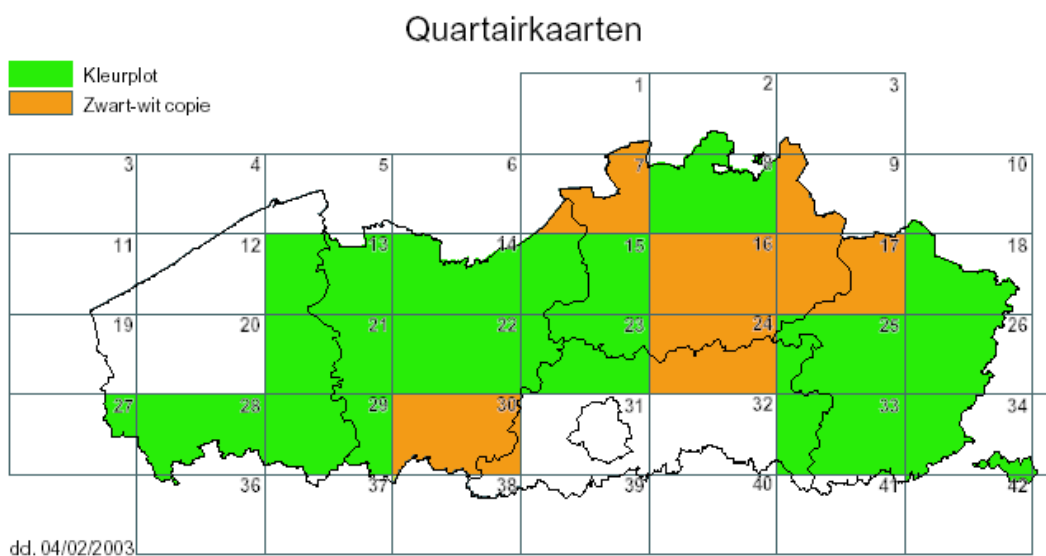 Quartairkaarten
Kleurplot
Zwart-wit copie
1 2 3
3 4 5 6 7 8 9 10
11 12 13 14 15 16 17 18
19 20 21 22 23 24 25 26
27 28 29 30 31 32 33 34
36 37 38 39 40 41 42
dd. 04/02/2003